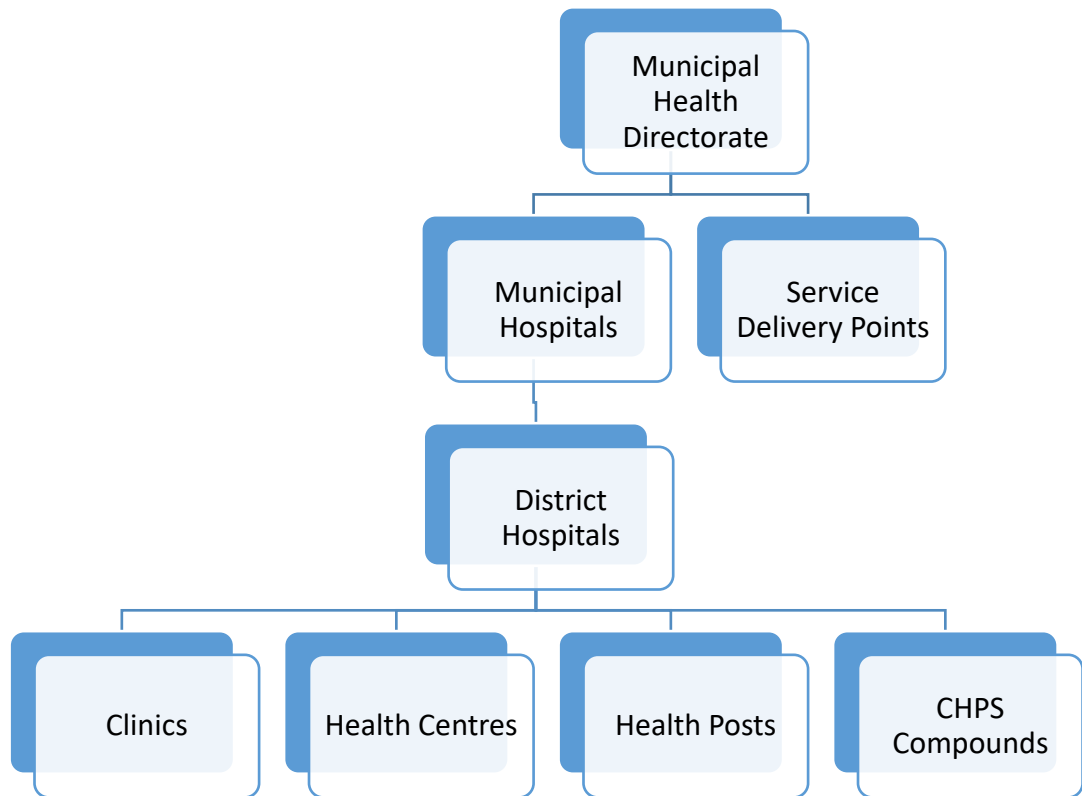 Municipal
Health
Directorate
Municipal
Hospitals
Service
Delivery Points
District
Hospitals
Clinics
Health Centres
Health Posts
CHPS
Compounds